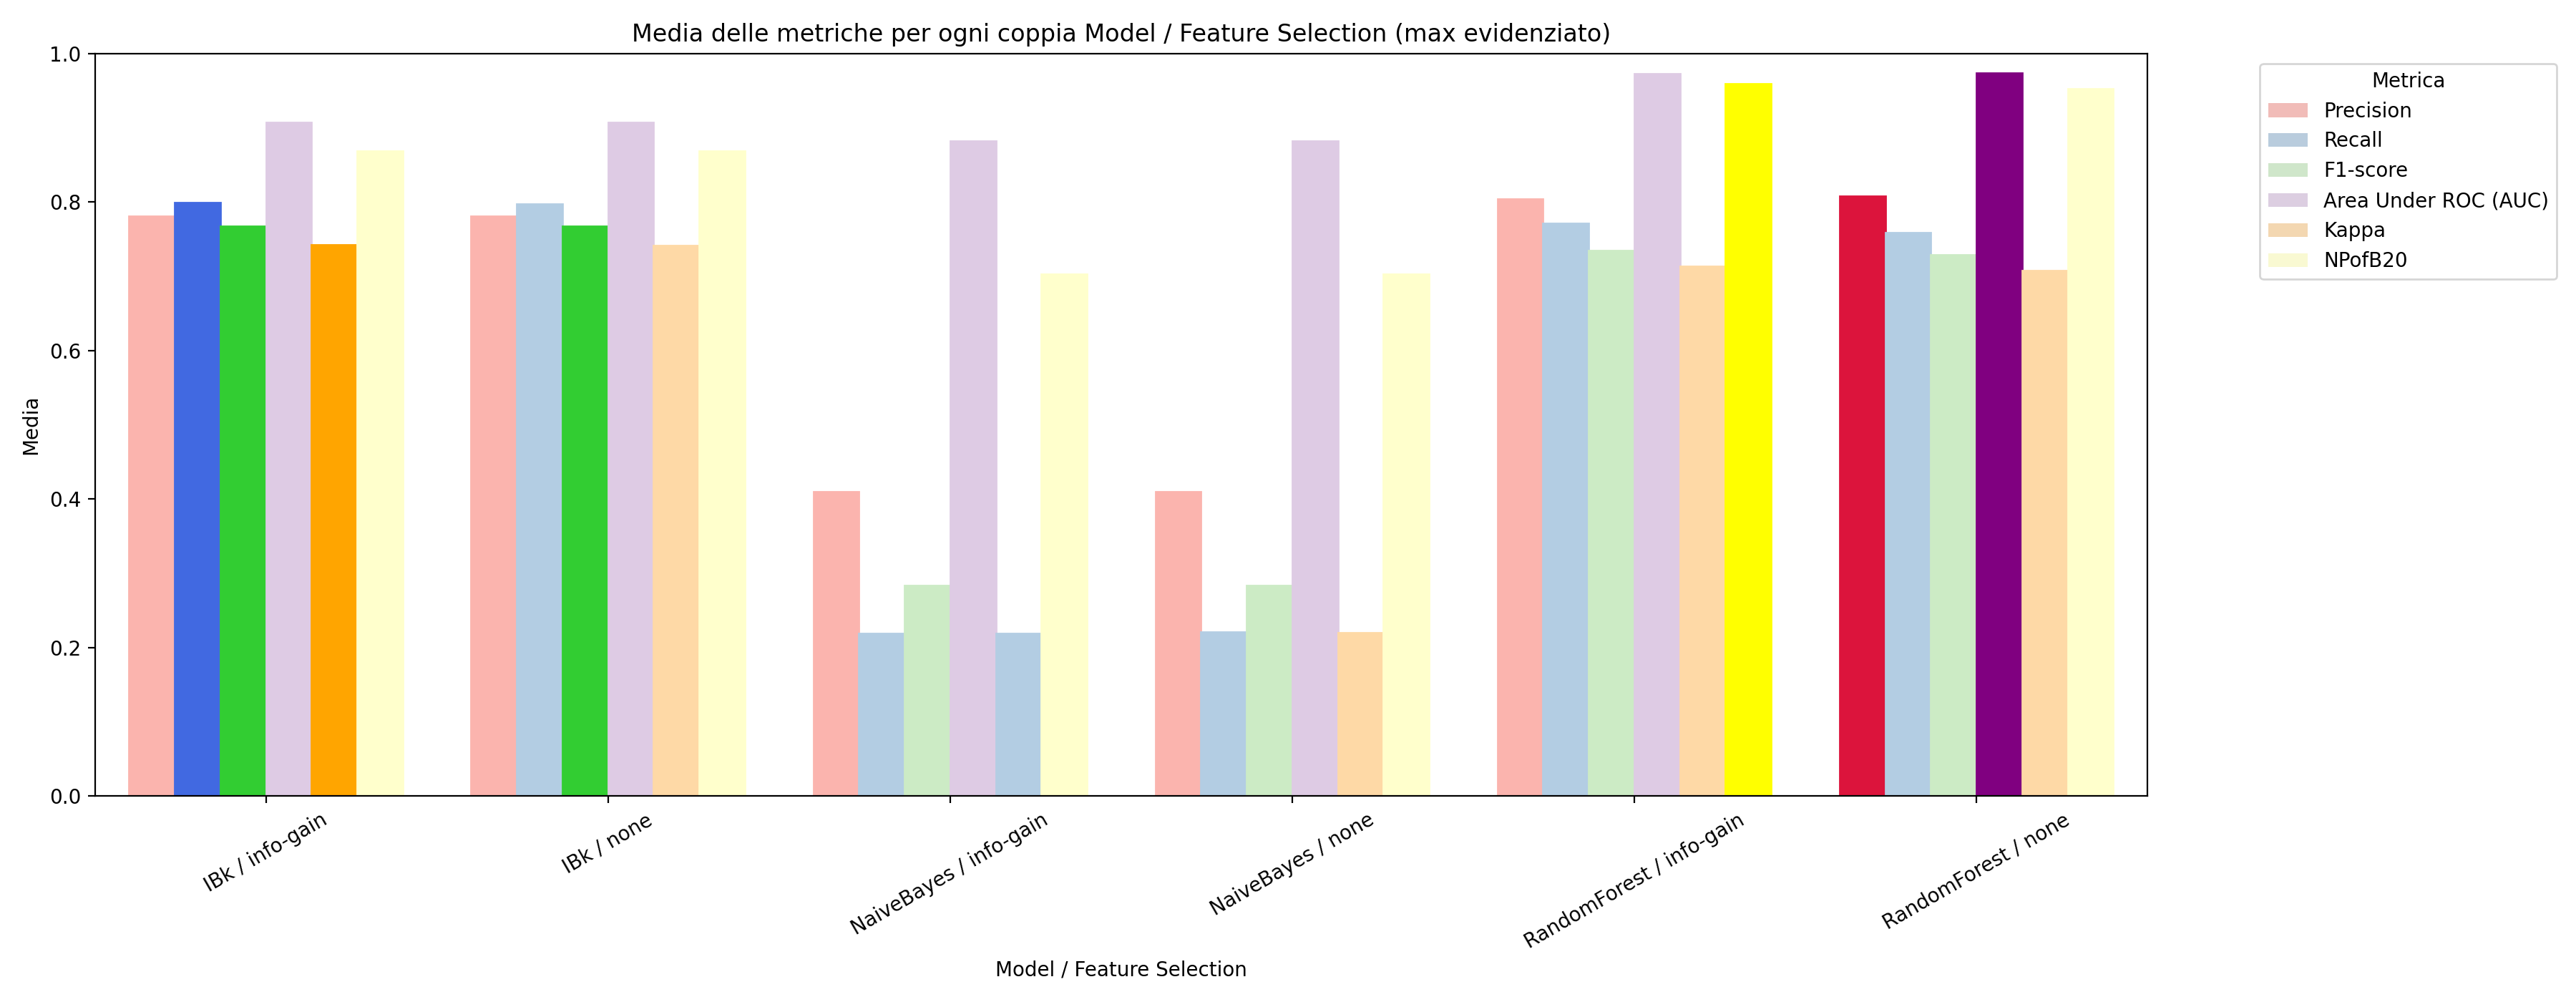 Media delle metriche per ogni coppia Model / Feature Selection (max evidenziato)
Media
1.0
0.8
0.6
0.4
0.2
0.0
IBk / info-gain
IBk / none
NaiveBayes / info-gain
NaiveBayes / none
RandomForest / info-gain
RandomForest / none
Model / Feature Selection
Metrica
Precision
Recall
F1-score
Area Under ROC (AUC)
Kappa
NPofB20